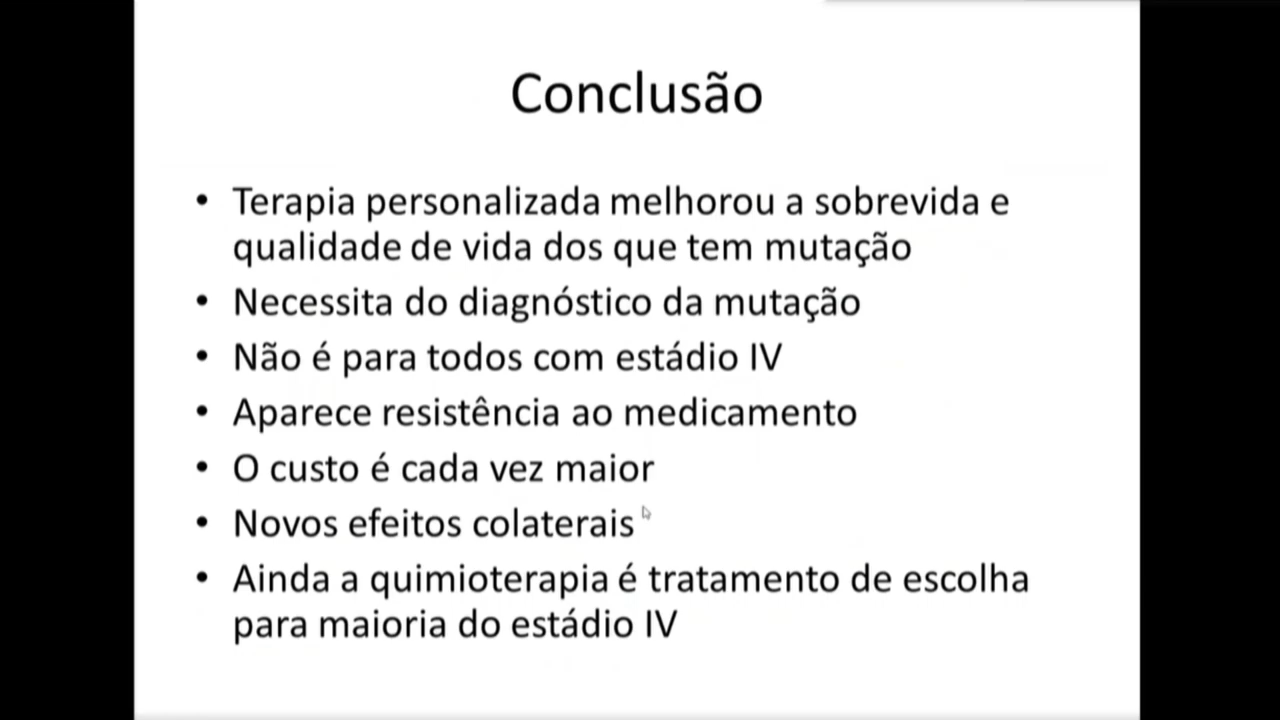 Conclusão
• Terapia personalizada melhorou a sobrevida e
qualidade de vida dos que tem mutação
• Necessita do diagnóstico da mutação
• Não é para todos com estádio IV
• Aparece resistência ao medicamento
• O custo é cada vez maior
• Novos efeitos colaterais
• Ainda a quimioterapia é tratamento de escolha
para maioria do estádio IV